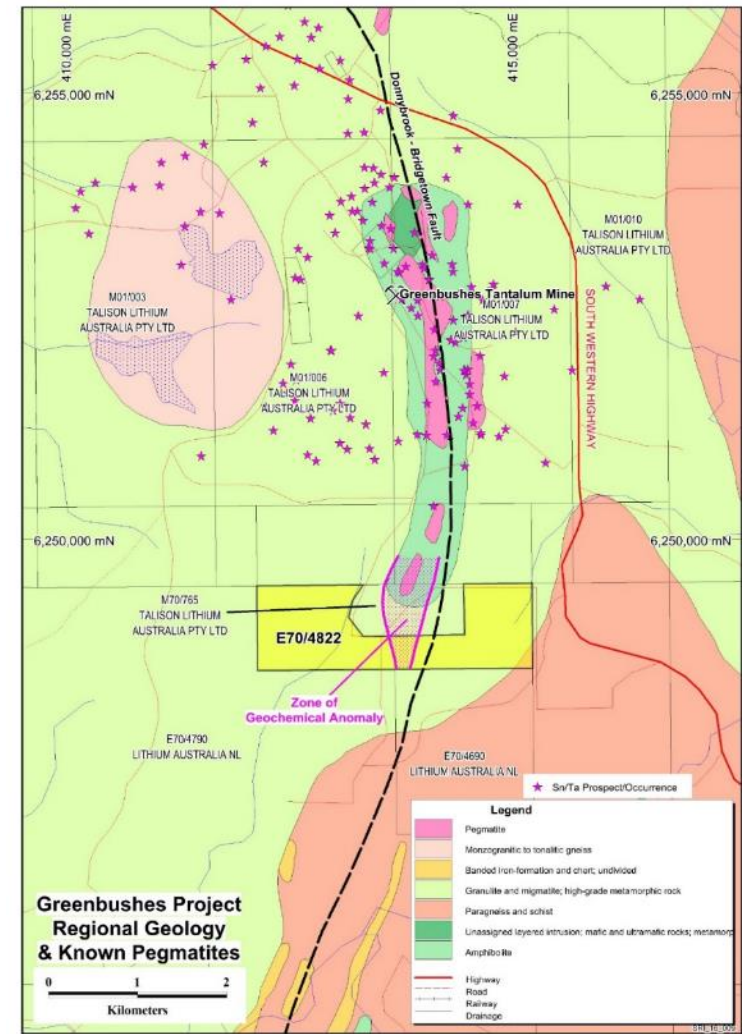 410,000 mE
415,000 mE
6,255,000 mN
6,255,000 mN
Donnybrook - Bridgetown Fault
M01/010
TALISON LITHIUM
AUSTRALIA PTY LTD
M01/003
TALISON LITHIUM
AUSTRALIA PTY LTD
Greenbushes Tantalum Mine
M01/007
TALISON LITHIUM
AUSTRALIA PTY LTD
SOUTH WESTERN HIGHWAY
M01/006
TALISON LITHIUM
AUSTRALIA PTY LTD
6,250,000 mN
6,250,000 mN
M70/765
TALISON LITHIUM
AUSTRALIA PTY LTD
E70/4822
Zone of
Geochemical Anomaly
E70/4790
LITHIUM AUSTRALIA NL
E70/4690
LITHIUM AUSTRALIA NL
Sn/Ta Prospect/Occurrence
Legend
Pegmatite
Monzogranitic to tonalitic gneiss
Banded iron-formation and chert; undivided
Granulite and migmatite; high-grade metamorphic rock
Paragneiss and schist
Unassigned layered intrusion; mafic and ultramafic rocks; metamorp
Amphibolite
Highway
Road
Railway
Drainage
Greenbushes Project
Regional Geology
& Known Pegmatites
0 1 2
Kilometers